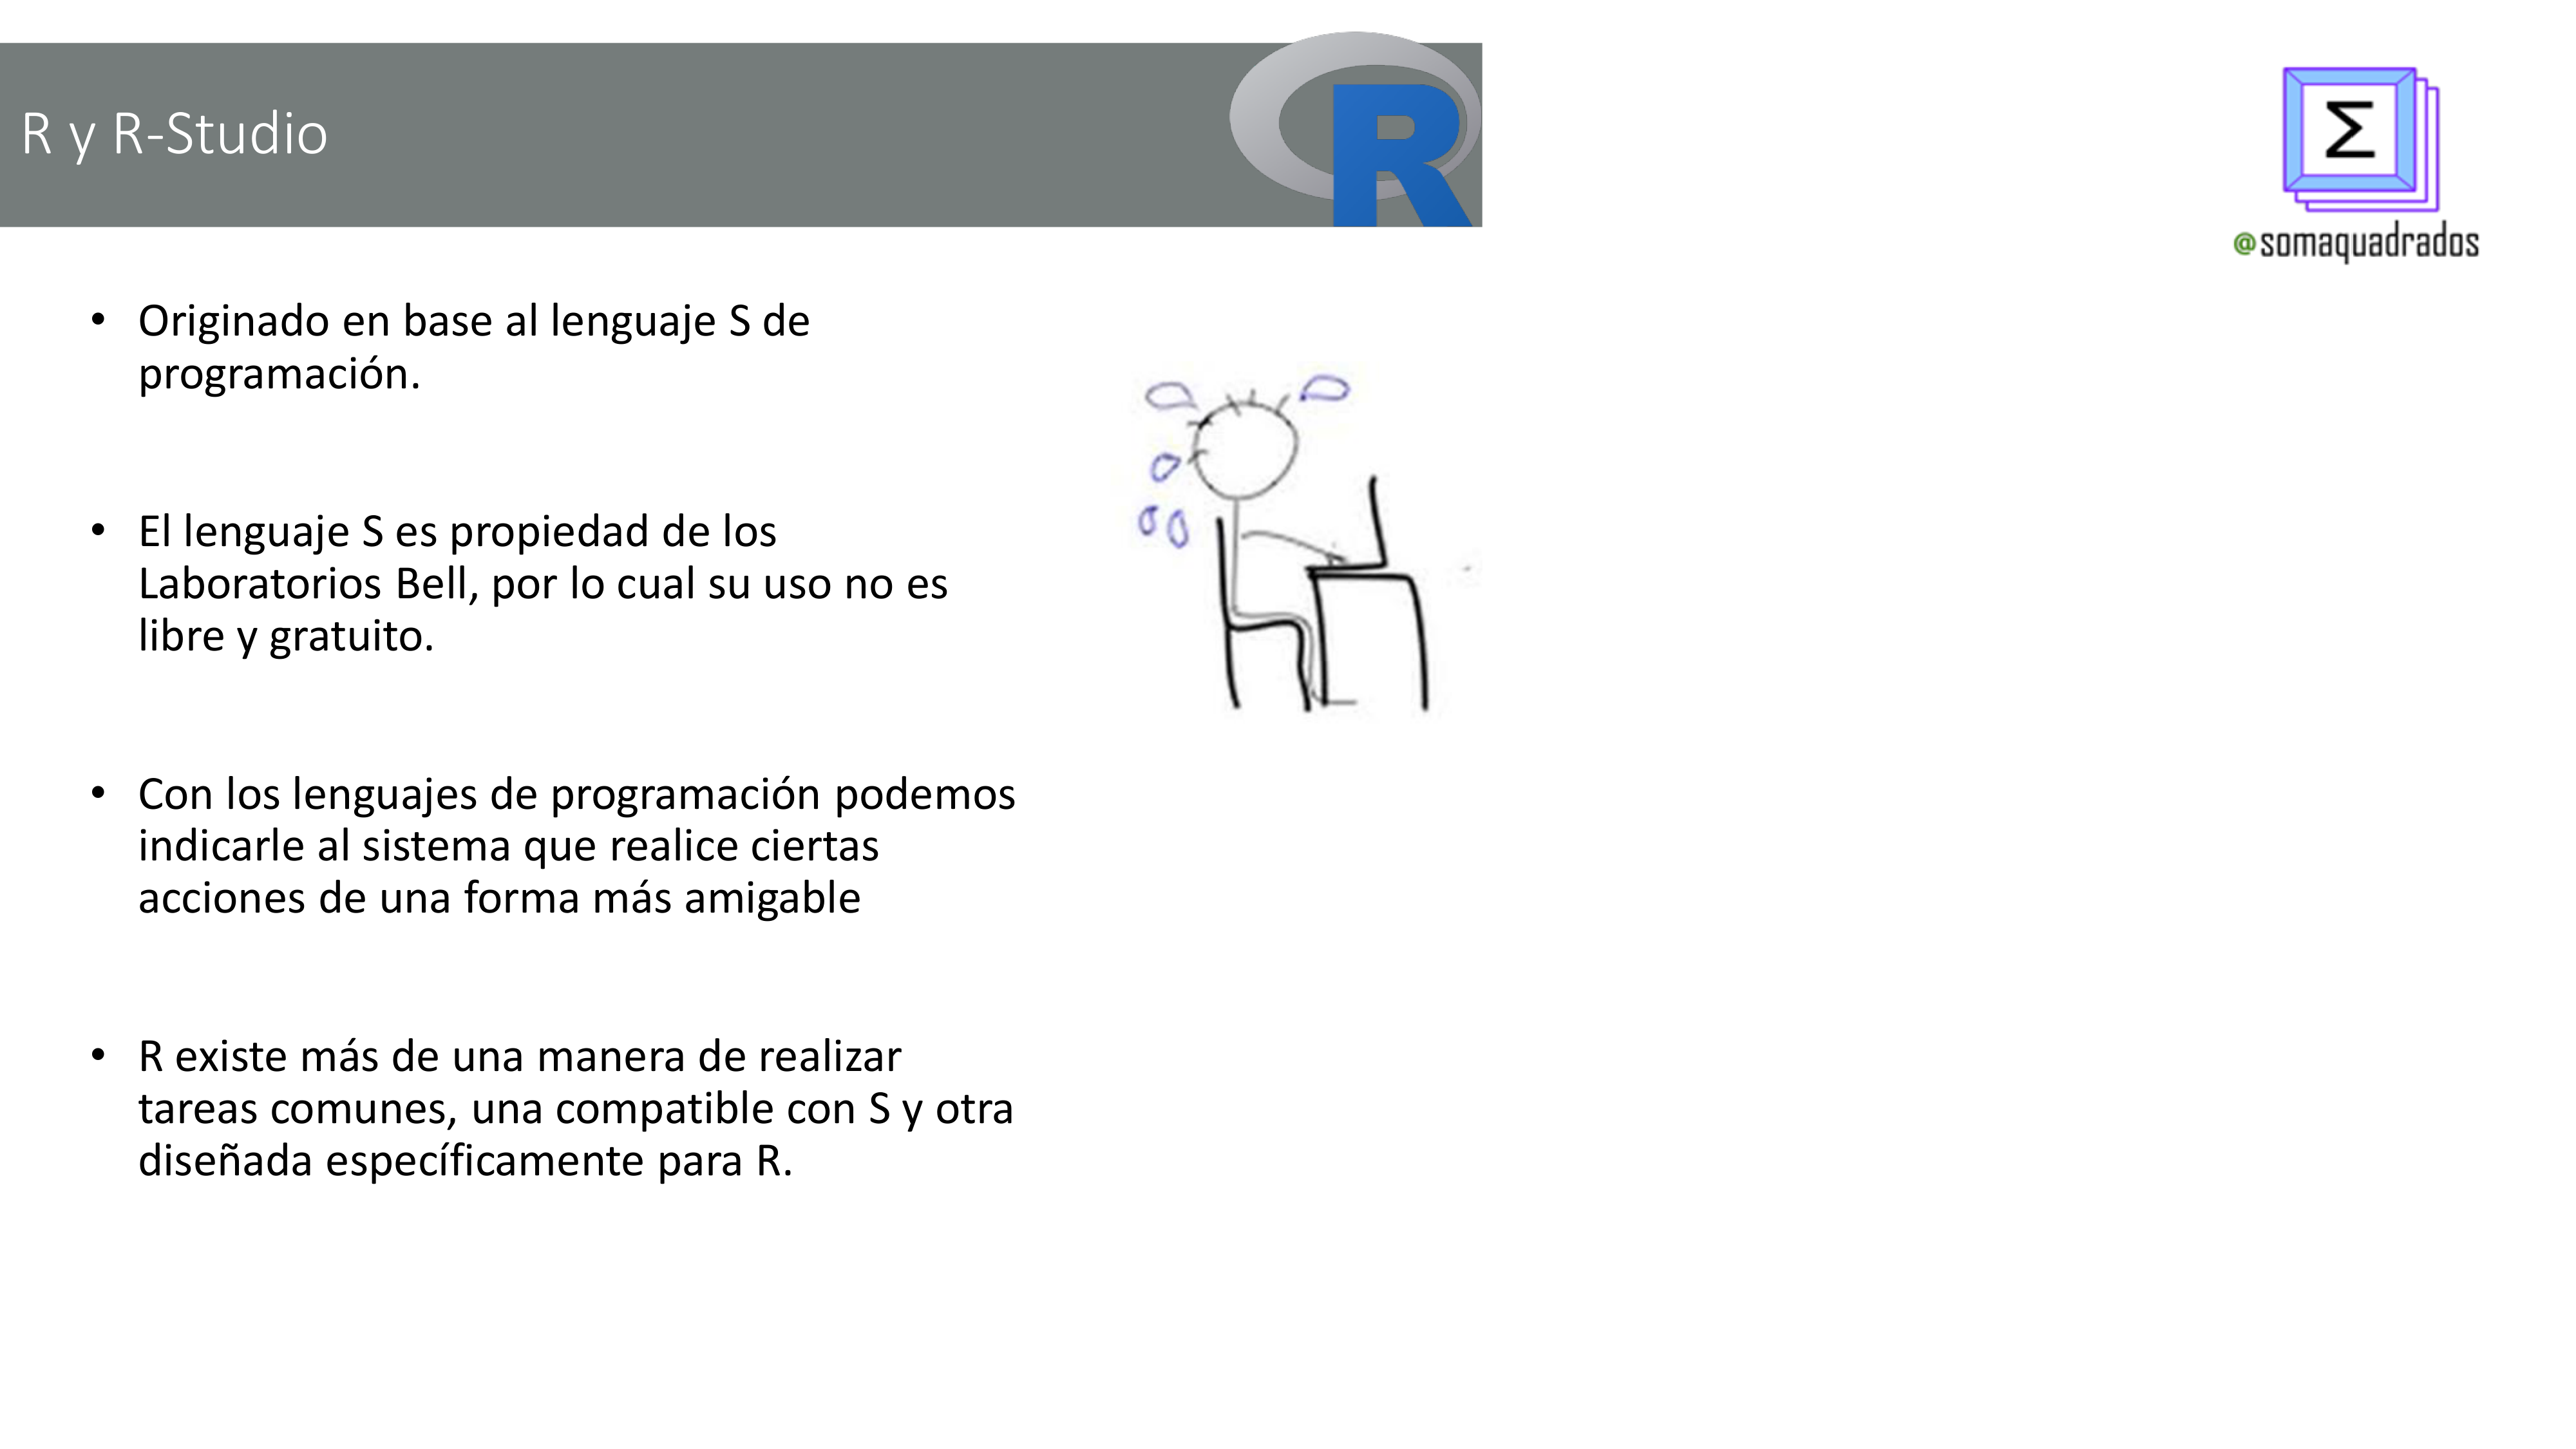 R y R-Studio
R
Σ
@somaquadrados
• Originado en base al lenguaje S de
programación.
• El lenguaje S es propiedad de los
Laboratorios Bell, por lo cual su uso no es
libre y gratuito.
• Con los lenguajes de programación podemos
indicarle al sistema que realice ciertas
acciones de una forma más amigable
• R existe más de una manera de realizar
tareas comunes, una compatible con S y otra
diseñada específicamente para R.